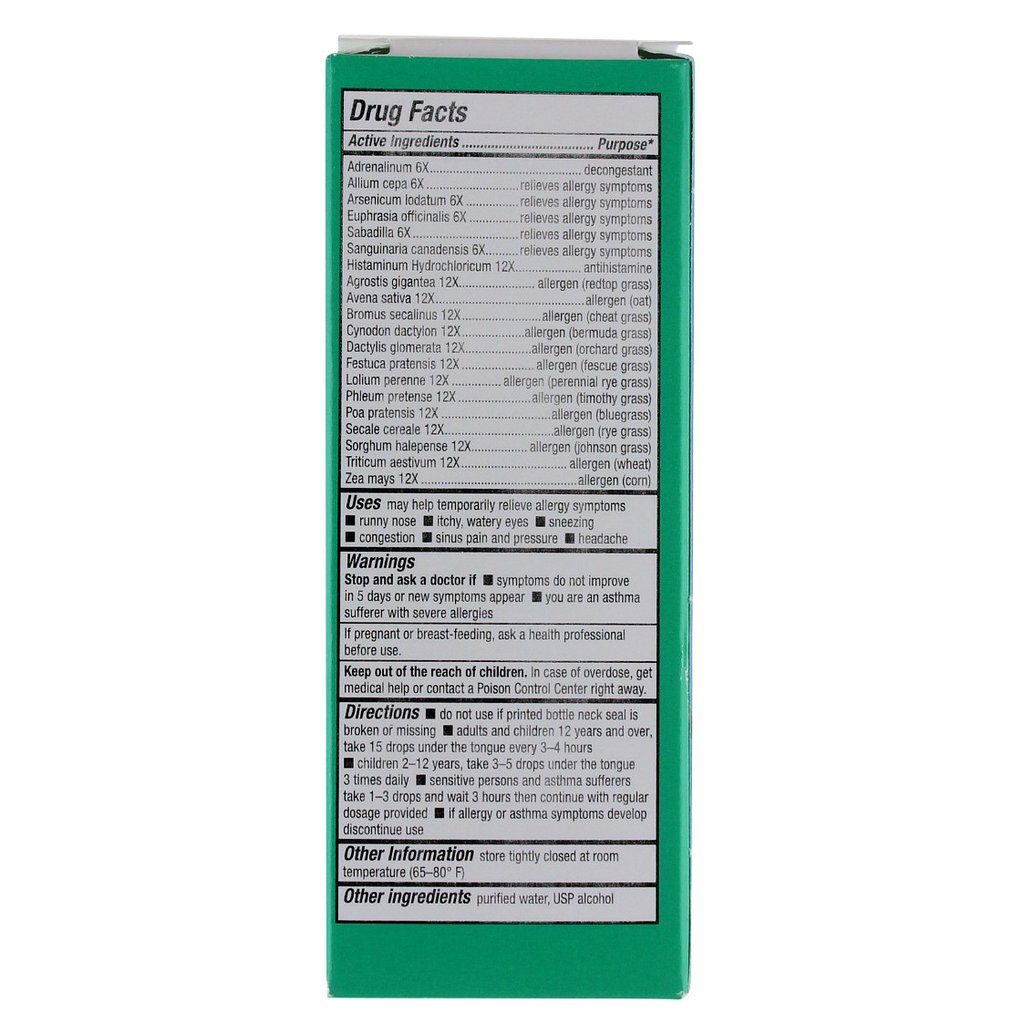 Drug Facts
Active Ingredients ................................... Purpose*
Adrenalinum 6X.......................................... decongestant
Allium cepa 6X .........................relieves allergy symptoms
Arsenicum Iodatum 6X ..............relieves allergy symptoms
Euphrasia officinalis 6X .............relieves allergy symptoms
Sabadilla 6X.............................relieves allergy symptoms
Sanguinaria canadensis 6X.........relieves allergy symptoms
Histaminum Hydrochloricum 12X.................. antihistamine
Agrostis gigantea 12X..................... allergen (redtop grass)
Avena sativa 12X......................................... allergen (oat)
Bromus secalinus 12X......................allergen (cheat grass)
Cynodon dactylon 12X..................allergen (bermuda grass)
Dactylis glomerata 12X..................allergen (orchard grass)
Festuca pratensis 12X.................... allergen (fescue grass)
Lolium perenne 12X .............. allergen (perennial rye grass)
Phleum pretense 12X.....................allergen (timothy grass)
Poa pratensis 12X ..............................allergen (bluegrass)
Secale cereale 12X..............................allergen (rye grass)
Sorghum halepense 12X................ allergen (johnson grass)
Triticum aestivum 12X............................. allergen (wheat)
Zea mays 12X ........................................... allergen (corn)
Uses may help temporarily relieve allergy symptoms
■ runny nose ■ itchy, watery eyes ■ sneezing
■ congestion ■ sinus pain and pressure ■ headache
Warnings
Stop and ask a doctor if ■ symptoms do not improve
in 5 days or new symptoms appear ■ you are an asthma
sufferer with severe allergies
If pregnant or breast-feeding, ask a health professional
before use.
Keep out of the reach of children. In case of overdose, get
medical help or contact a Poison Control Center right away.
Directions ■ do not use if printed bottle neck seal is
broken or missing ■ adults and children 12 years and over,
take 15 drops under the tongue every 3–4 hours
■ children 2–12 years, take 3–5 drops under the tongue
3 times daily ■ sensitive persons and asthma sufferers
take 1–3 drops and wait 3 hours then continue with regular
dosage provided ■ if allergy or asthma symptoms develop
discontinue use
Other Information store tightly closed at room
temperature (65–80° F)
Other ingredients purified water, USP alcohol